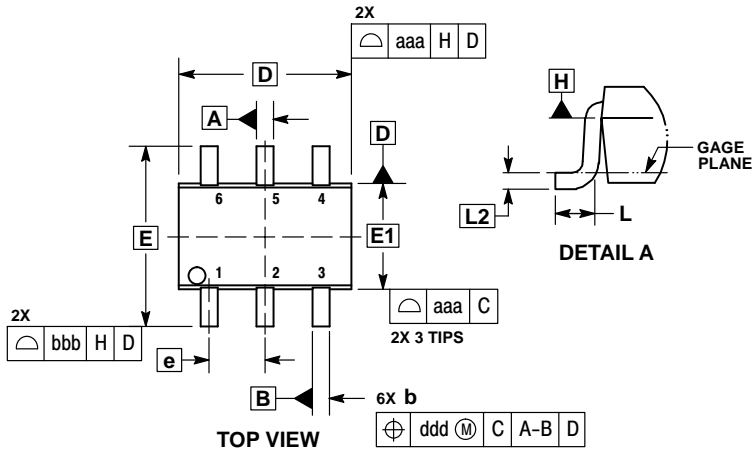 2X
⌓ aaa H D
D
A
D
H
GAGE
PLANE
6 5 4
E
E1
L2
L
DETAIL A
1 2 3
⌓ aaa C
2X 3 TIPS
2X
⌓ bbb H D
e
B
6X b
TOP VIEW
⌖ ddd Ⓜ C A-B D